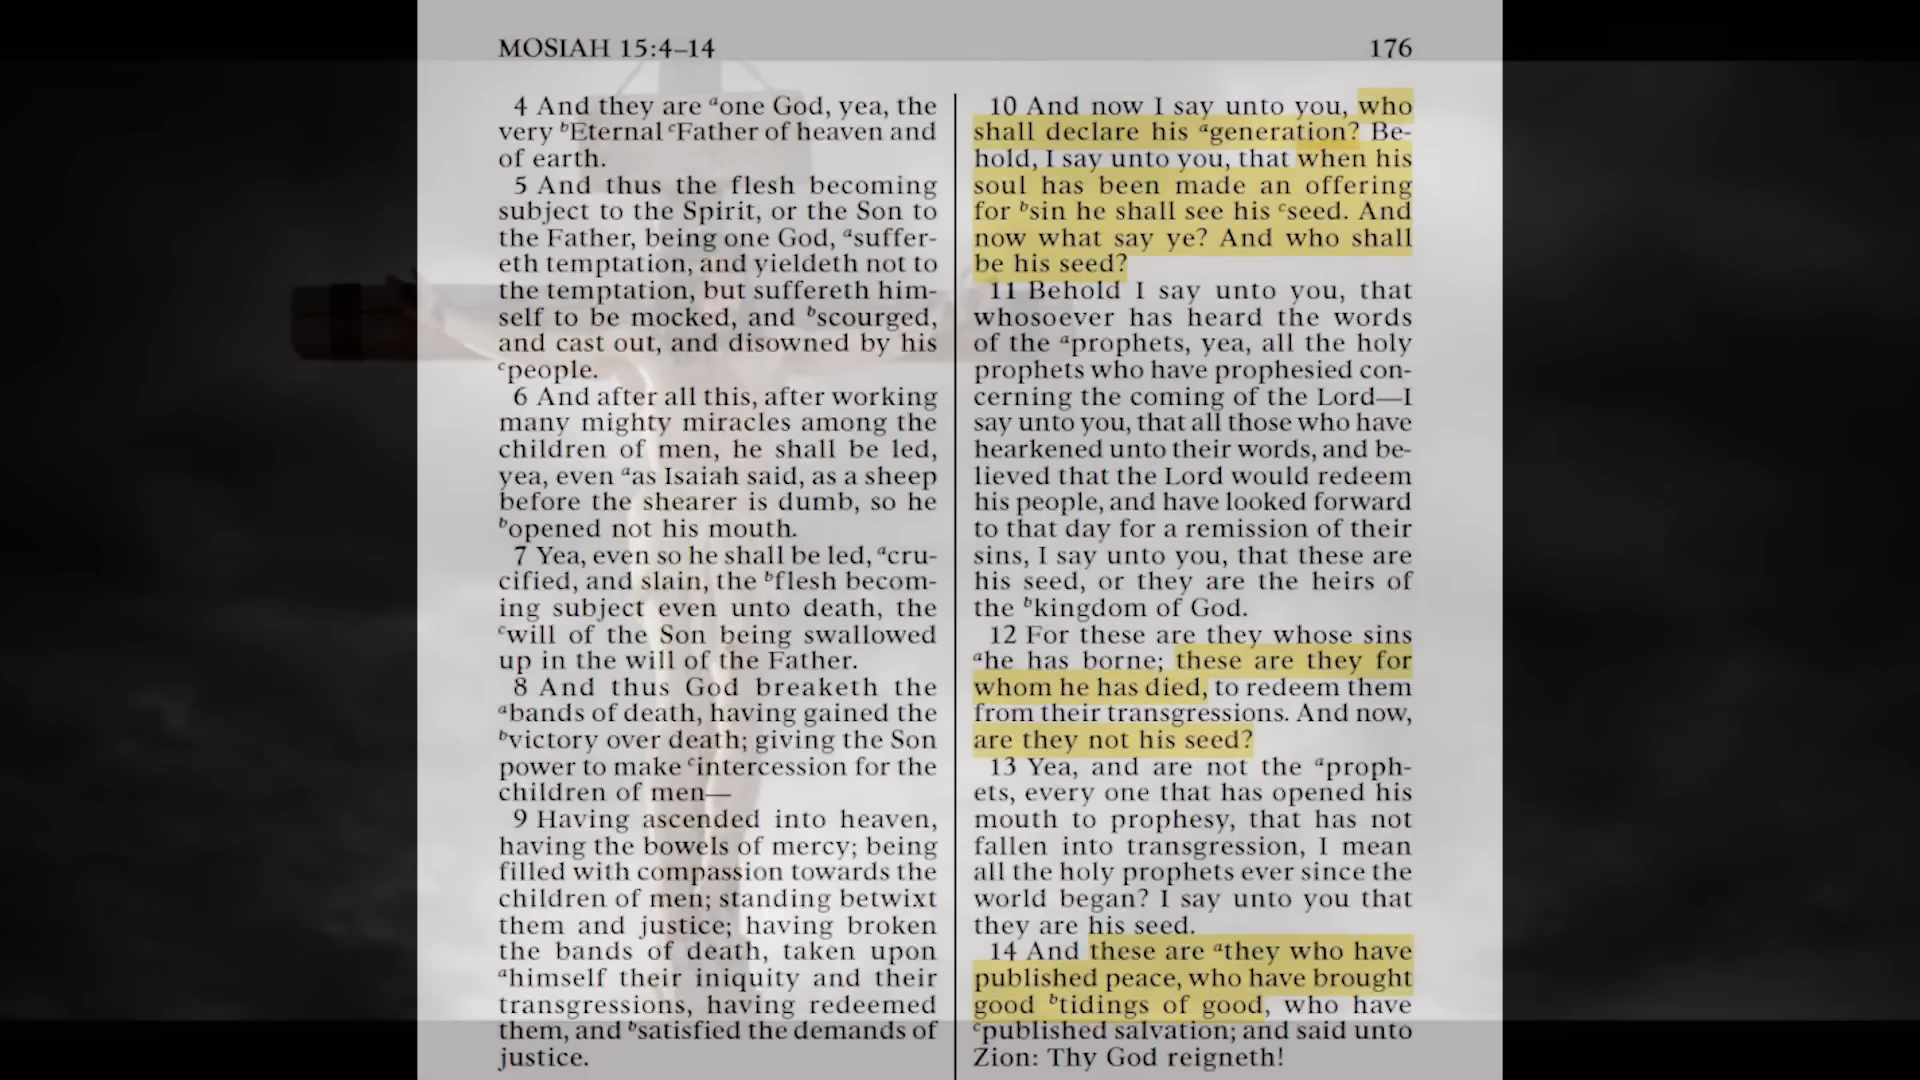 MOSIAH 15:4–14
176
4 And they are ᵃone God, yea, the
very ᵇEternal ᶜFather of heaven and
of earth.
5 And thus the flesh becoming
subject to the Spirit, or the Son to
the Father, being one God, ᵃsuffer-
eth temptation, and yieldeth not to
the temptation, but suffereth him-
self to be mocked, and ᵇscourged,
and cast out, and disowned by his
ᶜpeople.
6 And after all this, after working
many mighty miracles among the
children of men, he shall be led,
yea, even ᵃas Isaiah said, as a sheep
before the shearer is dumb, so he
ᵇopened not his mouth.
7 Yea, even so he shall be led, ᵃcru-
cified, and slain, the ᵇflesh becom-
ing subject even unto death, the
ᶜwill of the Son being swallowed
up in the will of the Father.
8 And thus God breaketh the
ᵃbands of death, having gained the
ᵇvictory over death; giving the Son
power to make ᶜintercession for the
children of men—
9 Having ascended into heaven,
having the bowels of mercy; being
filled with compassion towards the
children of men; standing betwixt
them and justice; having broken
the bands of death, taken upon
ᵃhimself their iniquity and their
transgressions, having redeemed
them, and ᵇsatisfied the demands of
justice.
10 And now I say unto you, who
shall declare his ᵃgeneration? Be-
hold, I say unto you, that when his
soul has been made an offering
for ᵇsin he shall see his ᶜseed. And
now what say ye? And who shall
be his seed?
11 Behold I say unto you, that
whosoever has heard the words
of the ᵃprophets, yea, all the holy
prophets who have prophesied con-
cerning the coming of the Lord—I
say unto you, that all those who have
hearkened unto their words, and be-
lieved that the Lord would redeem
his people, and have looked forward
to that day for a remission of their
sins, I say unto you, that these are
his seed, or they are the heirs of
the ᵇkingdom of God.
12 For these are they whose sins
ᵃhe has borne; these are they for
whom he has died, to redeem them
from their transgressions. And now,
are they not his seed?
13 Yea, and are not the ᵃproph-
ets, every one that has opened his
mouth to prophesy, that has not
fallen into transgression, I mean
all the holy prophets ever since the
world began? I say unto you that
they are his seed.
14 And these are ᵃthey who have
published peace, who have brought
good ᵇtidings of good, who have
ᶜpublished salvation; and said unto
Zion: Thy God reigneth!